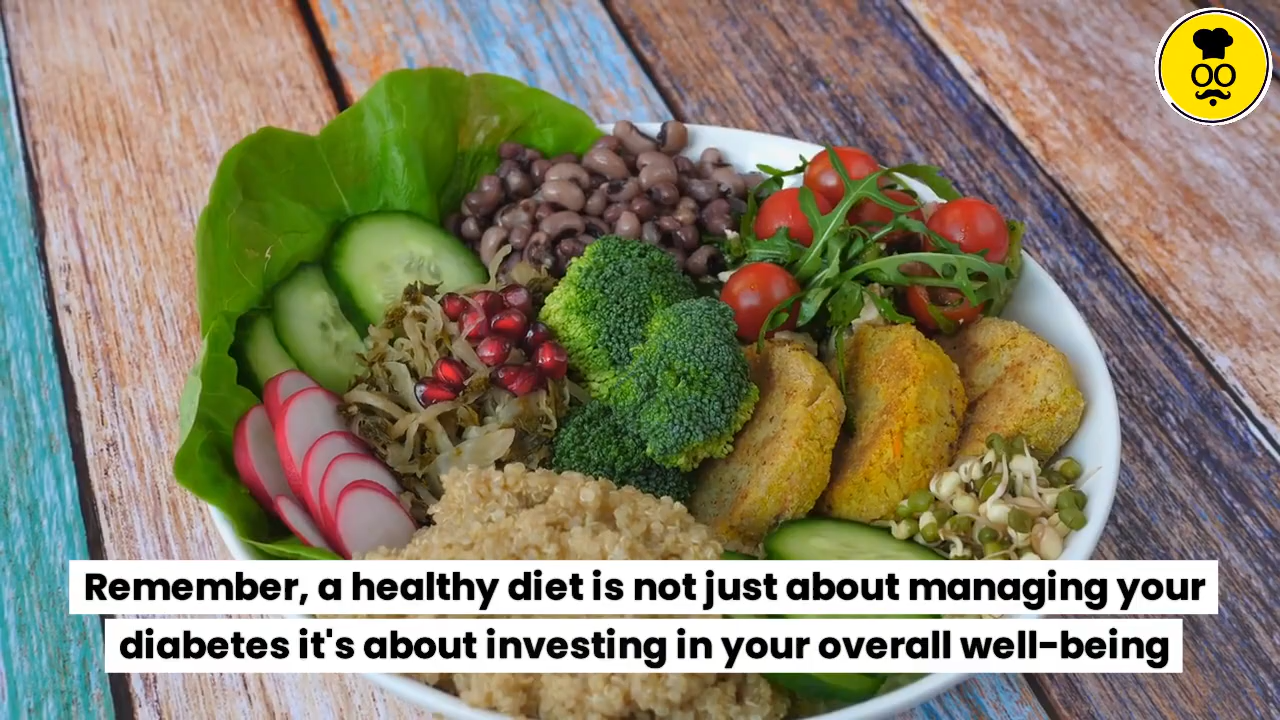 Remember, a healthy diet is not just about managing your
diabetes it's about investing in your overall well-being